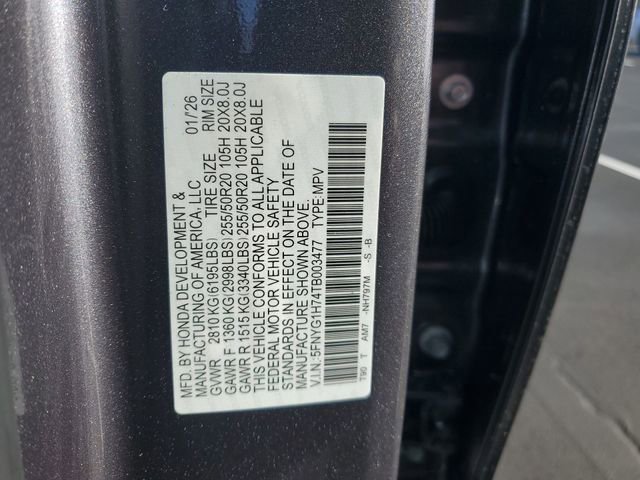 MFD. BY HONDA DEVELOPMENT &
MANUFACTURING OF AMERICA, LLC 01/26
GVWR 2810 KG(6195LBS) TIRE SIZE RIM SIZE
GAWR F 1360 KG(2998LBS)255/50R20 105H 20X8.0J
GAWR R 1515 KG(3340LBS)255/50R20 105H 20X8.0J
THIS VEHICLE CONFORMS TO ALL APPLICABLE
FEDERAL MOTOR VEHICLE SAFETY
STANDARDS IN EFFECT ON THE DATE OF
MANUFACTURE SHOWN ABOVE.
V.I.N.:5FNYG1H74TB003477 TYPE:MPV
T90 T AM7 -NH797M -S -B